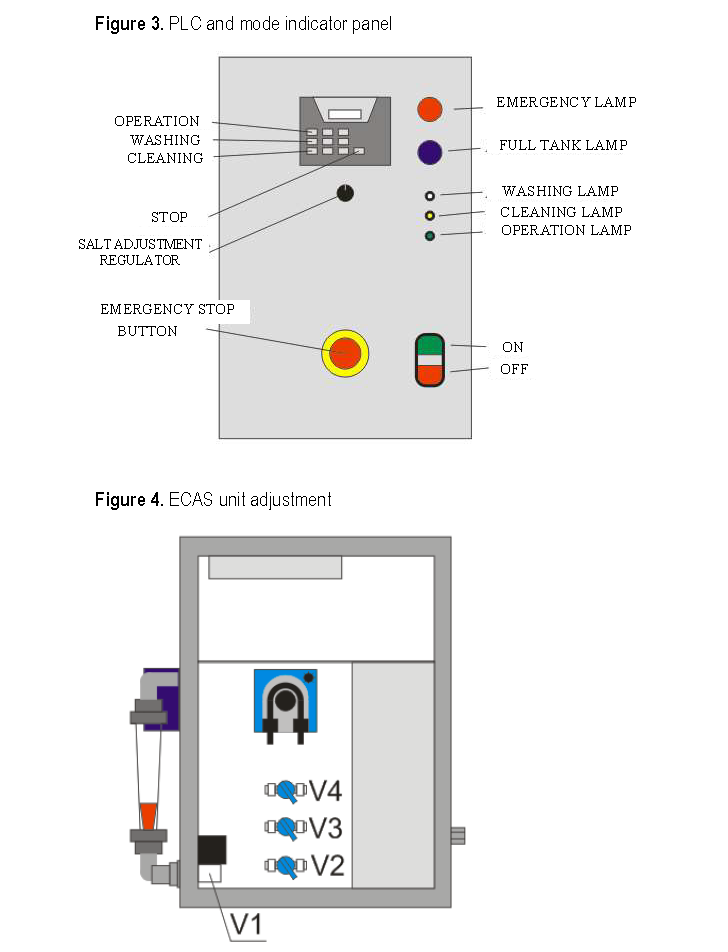 Figure 3. PLC and mode indicator panel
EMERGENCY LAMP
OPERATION
WASHING
CLEANING
FULL TANK LAMP
WASHING LAMP
CLEANING LAMP
OPERATION LAMP
STOP
SALT ADJUSTMENT
REGULATOR
EMERGENCY STOP
BUTTON
ON
OFF
Figure 4. ECAS unit adjustment
V4
V3
V2
V1